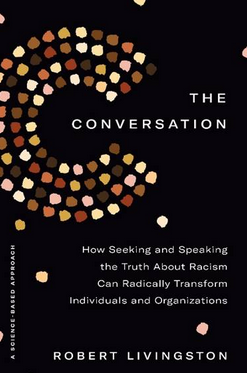 THE
CONVERSATION
How Seeking and Speaking
the Truth About Racism
Can Radically Transform
Individuals and Organizations
A SCIENCE-BASED APPROACH
ROBERT LIVINGSTON